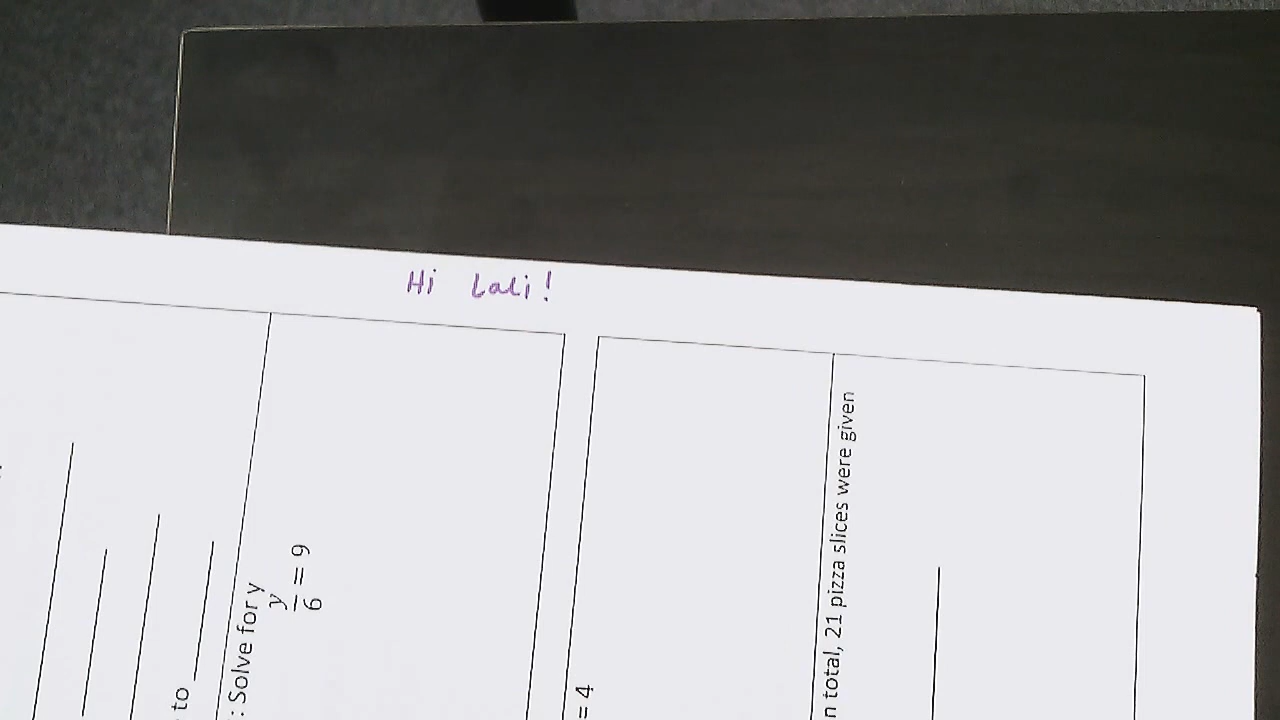 Hi Lali!
to
: Solve for y
y/6 = 9
= 4
n total, 21 pizza slices were given